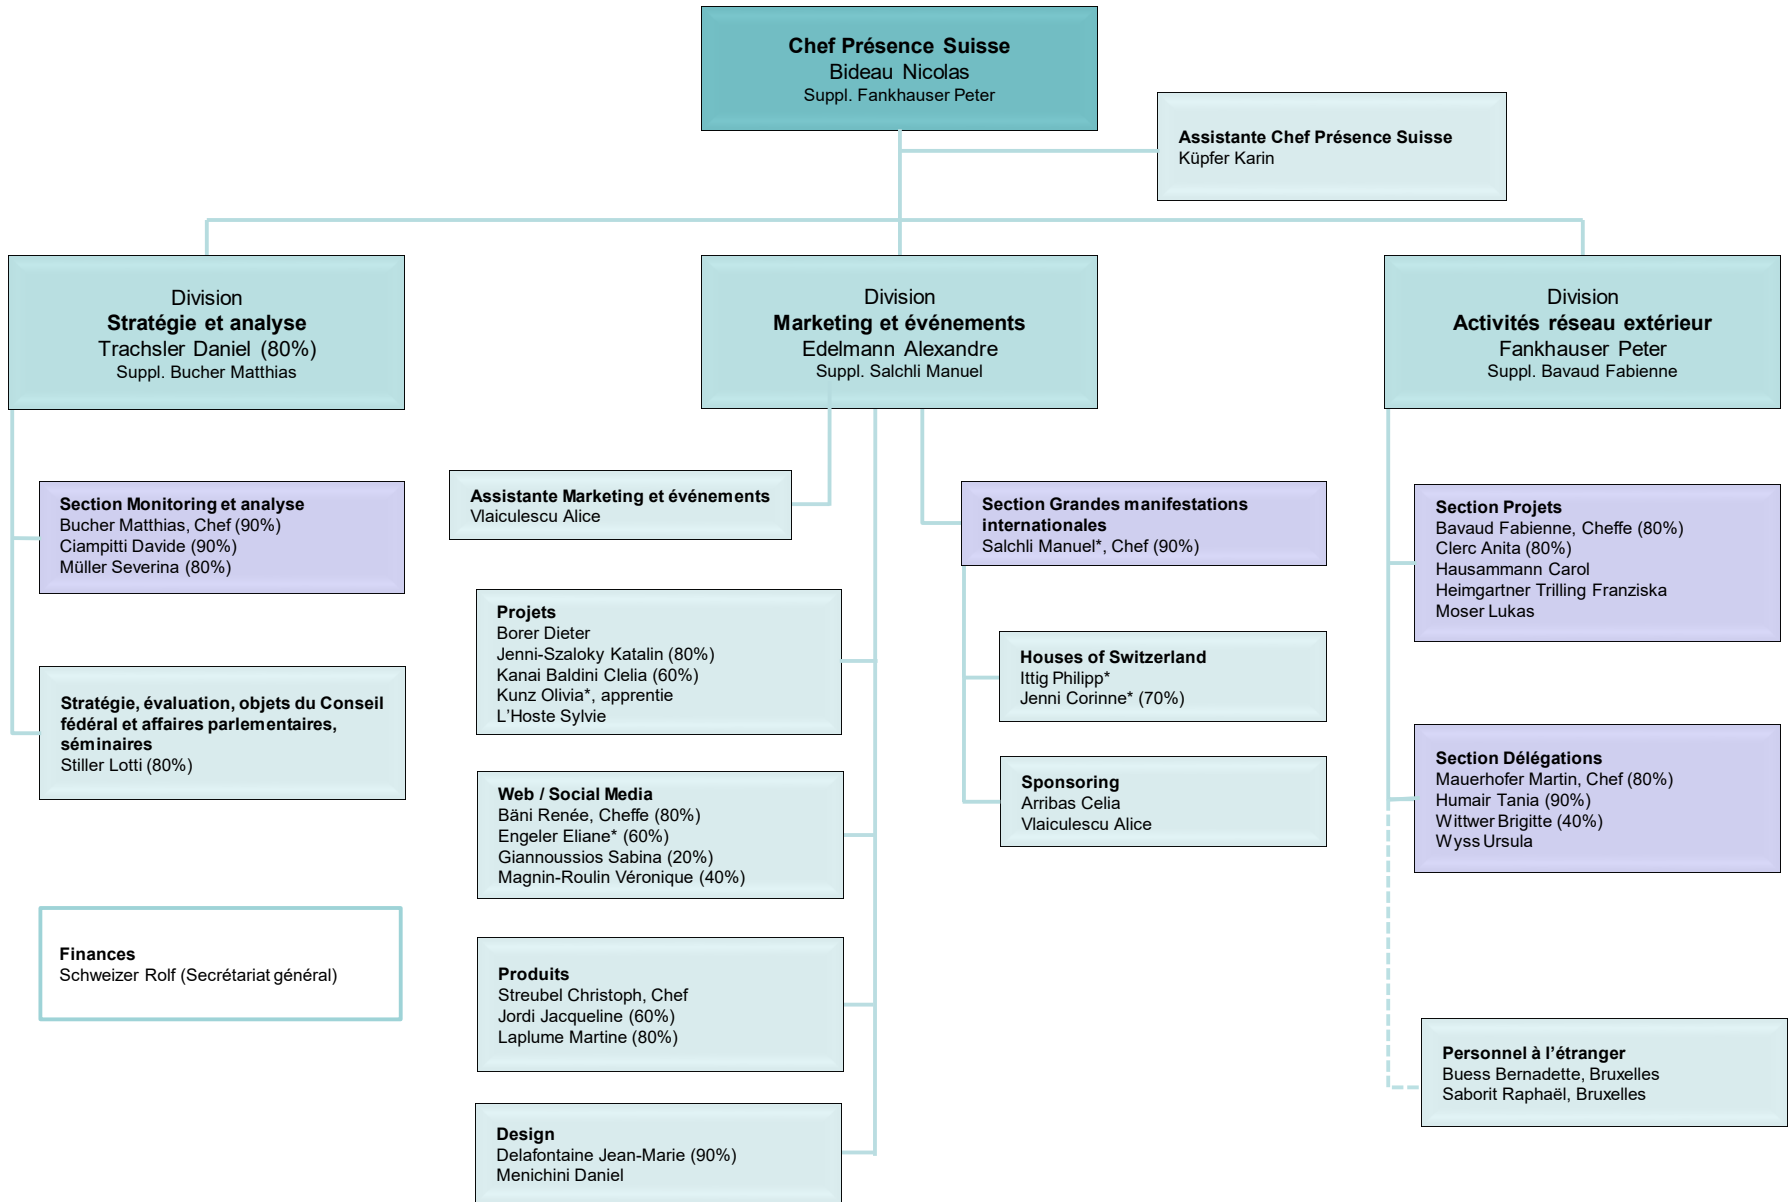 Chef Présence Suisse
Bideau Nicolas
Suppl. Fankhauser Peter
Assistante Chef Présence Suisse
Küpfer Karin
Division
Stratégie et analyse
Trachsler Daniel (80%)
Suppl. Bucher Matthias
Division
Marketing et événements
Edelmann Alexandre
Suppl. Salchli Manuel
Division
Activités réseau extérieur
Fankhauser Peter
Suppl. Bavaud Fabienne
Section Monitoring et analyse
Bucher Matthias, Chef (90%)
Ciampitti Davide (90%)
Müller Severina (80%)
Stratégie, évaluation, objets du Conseil
fédéral et affaires parlementaires,
séminaires
Stiller Lotti (80%)
Finances
Schweizer Rolf (Secrétariat général)
Assistante Marketing et événements
Vlaiculescu Alice
Projets
Borer Dieter
Jenni-Szaloky Katalin (80%)
Kanai Baldini Clelia (60%)
Kunz Olivia*, apprentie
L'Hoste Sylvie
Web / Social Media
Bäni Renée, Cheffe (80%)
Engeler Eliane* (60%)
Giannoussios Sabina (20%)
Magnin-Roulin Véronique (40%)
Produits
Streubel Christoph, Chef
Jordi Jacqueline (60%)
Laplume Martine (80%)
Design
Delafontaine Jean-Marie (90%)
Menichini Daniel
Section Grandes manifestations
internationales
Salchli Manuel*, Chef (90%)
Houses of Switzerland
Ittig Philipp*
Jenni Corinne* (70%)
Sponsoring
Arribas Celia
Vlaiculescu Alice
Section Projets
Bavaud Fabienne, Cheffe (80%)
Clerc Anita (80%)
Hausammann Carol
Heimgartner Trilling Franziska
Moser Lukas
Section Délégations
Mauerhofer Martin, Chef (80%)
Humair Tania (90%)
Wittwer Brigitte (40%)
Wyss Ursula
Personnel à l’étranger
Buess Bernadette, Bruxelles
Saborit Raphaël, Bruxelles